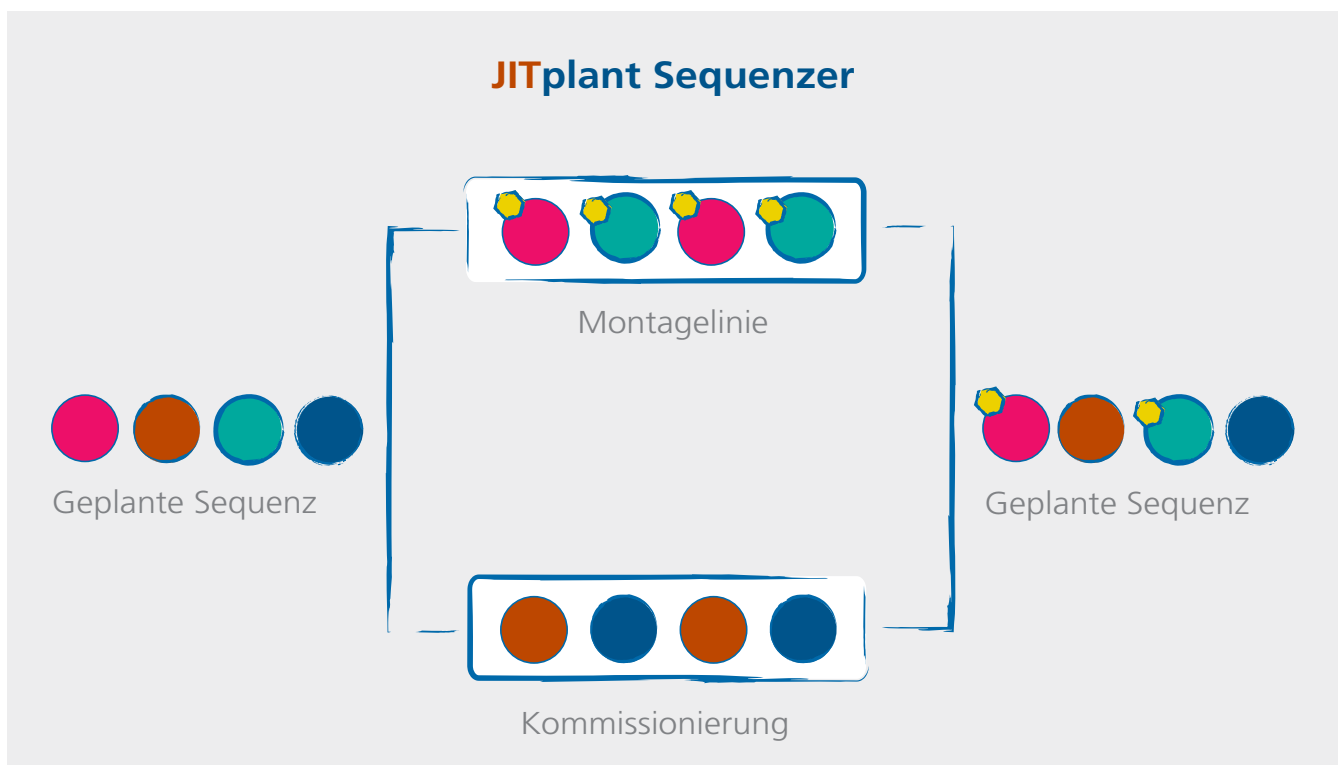 JITplant Sequenzer
Montagelinie
Geplante Sequenz
Geplante Sequenz
Kommissionierung